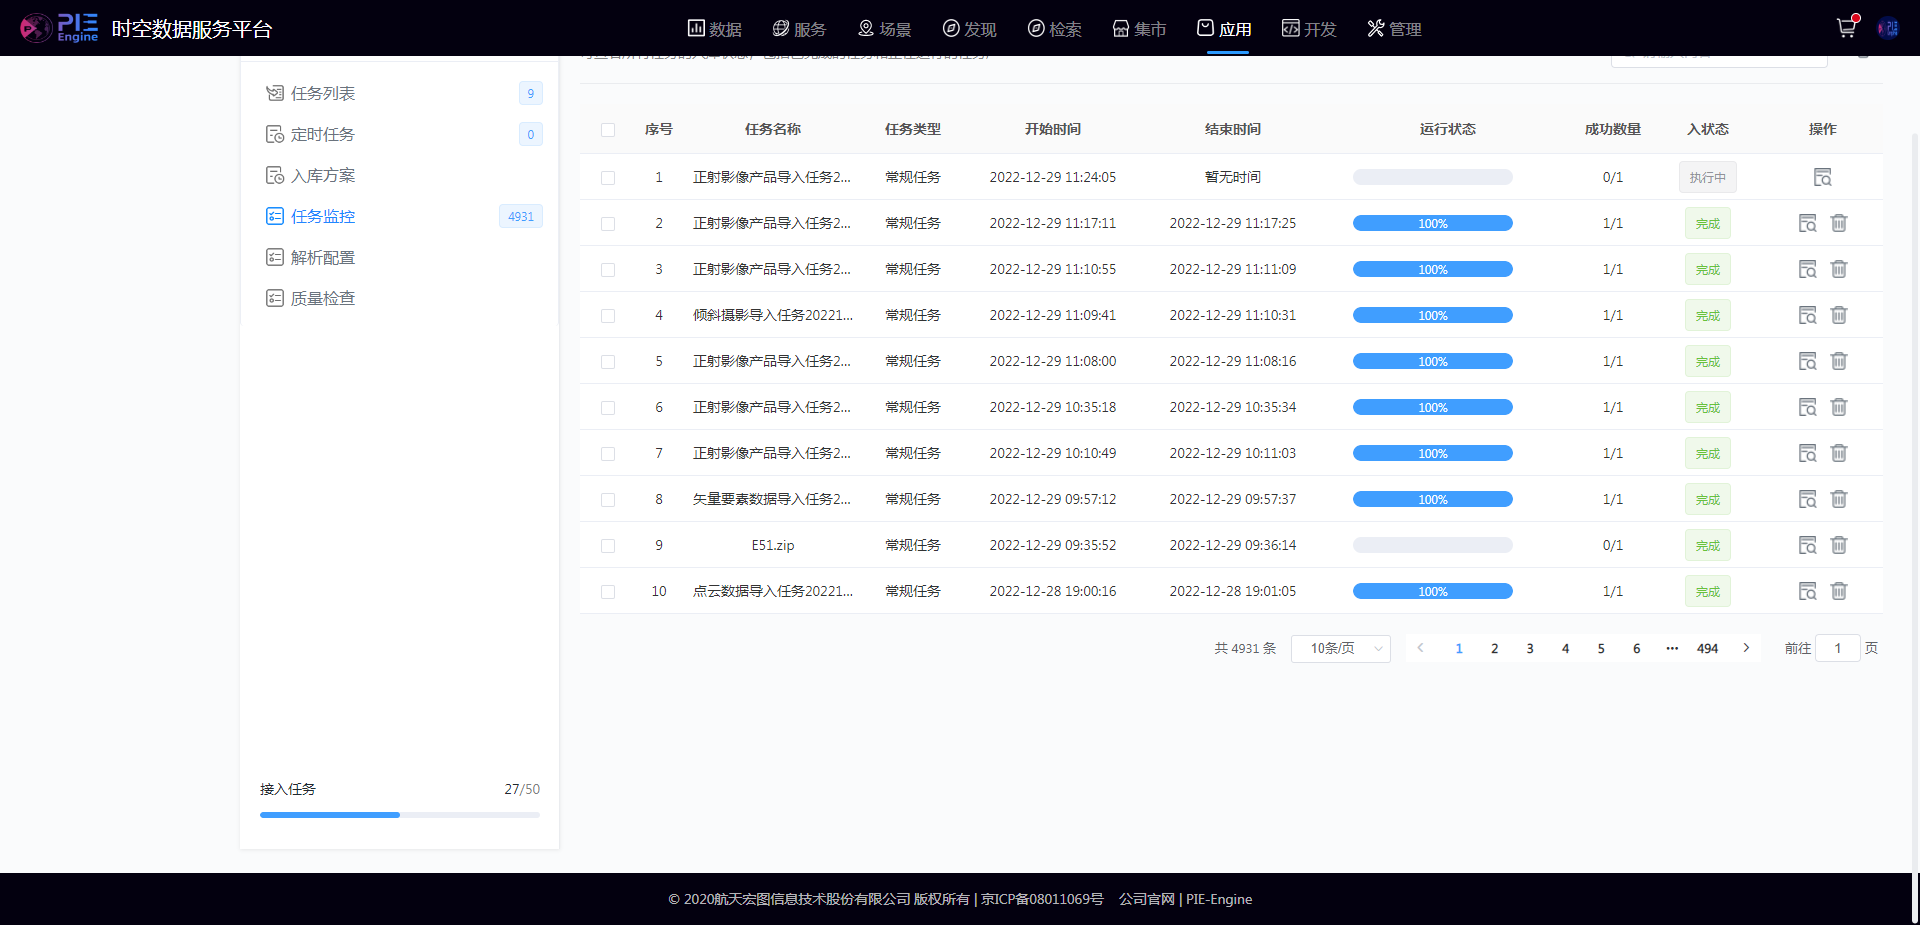 PIE Engine 时空数据服务平台 数据 服务 场景 发现 检索 集市 应用 开发 管理
任务列表 9
定时任务 0
入库方案
任务监控 4931
解析配置
质量检查
接入任务 27/50
序号 任务名称 任务类型 开始时间 结束时间 运行状态 成功数量 入状态 操作
1 正射影像产品导入任务2... 常规任务 2022-12-29 11:24:05 暂无时间 0/1 执行中
2 正射影像产品导入任务2... 常规任务 2022-12-29 11:17:11 2022-12-29 11:17:25 100% 1/1 完成
3 正射影像产品导入任务2... 常规任务 2022-12-29 11:10:55 2022-12-29 11:11:09 100% 1/1 完成
4 倾斜摄影导入任务20221... 常规任务 2022-12-29 11:09:41 2022-12-29 11:10:31 100% 1/1 完成
5 正射影像产品导入任务2... 常规任务 2022-12-29 11:08:00 2022-12-29 11:08:16 100% 1/1 完成
6 正射影像产品导入任务2... 常规任务 2022-12-29 10:35:18 2022-12-29 10:35:34 100% 1/1 完成
7 正射影像产品导入任务2... 常规任务 2022-12-29 10:10:49 2022-12-29 10:11:03 100% 1/1 完成
8 矢量要素数据导入任务2... 常规任务 2022-12-29 09:57:12 2022-12-29 09:57:37 100% 1/1 完成
9 E51.zip 常规任务 2022-12-29 09:35:52 2022-12-29 09:36:14 0/1 完成
10 点云数据导入任务20221... 常规任务 2022-12-28 19:00:16 2022-12-28 19:01:05 100% 1/1 完成
共 4931 条 10条/页 1 2 3 4 5 6 ... 494 前往 1 页
© 2020航天宏图信息技术股份有限公司 版权所有 | 京ICP备08011069号 公司官网 | PIE-Engine